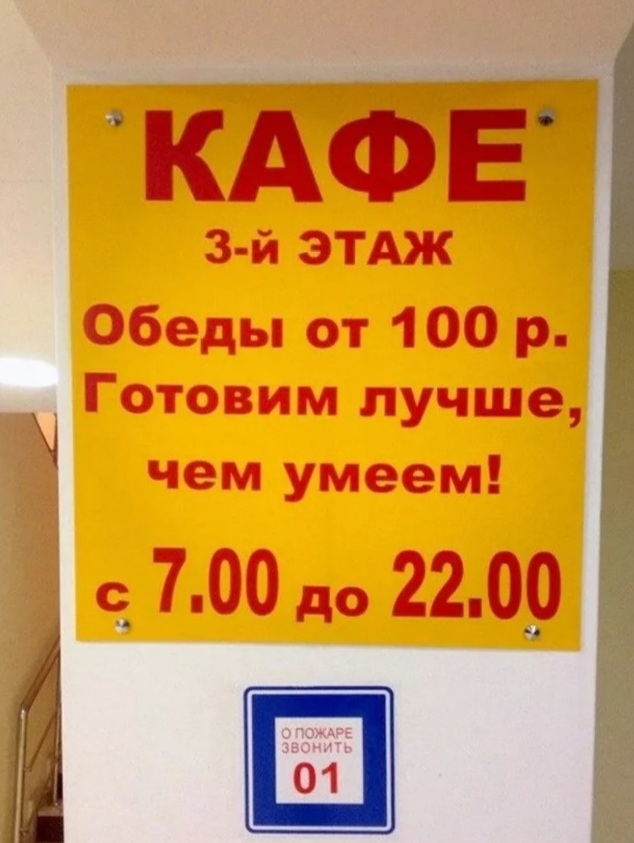 КАФЕ
3-й ЭТАЖ
Обеды от 100 р.
Готовим лучше,
чем умеем!
с 7.00 до 22.00
О ПОЖАРЕ
ЗВОНИТЬ
01